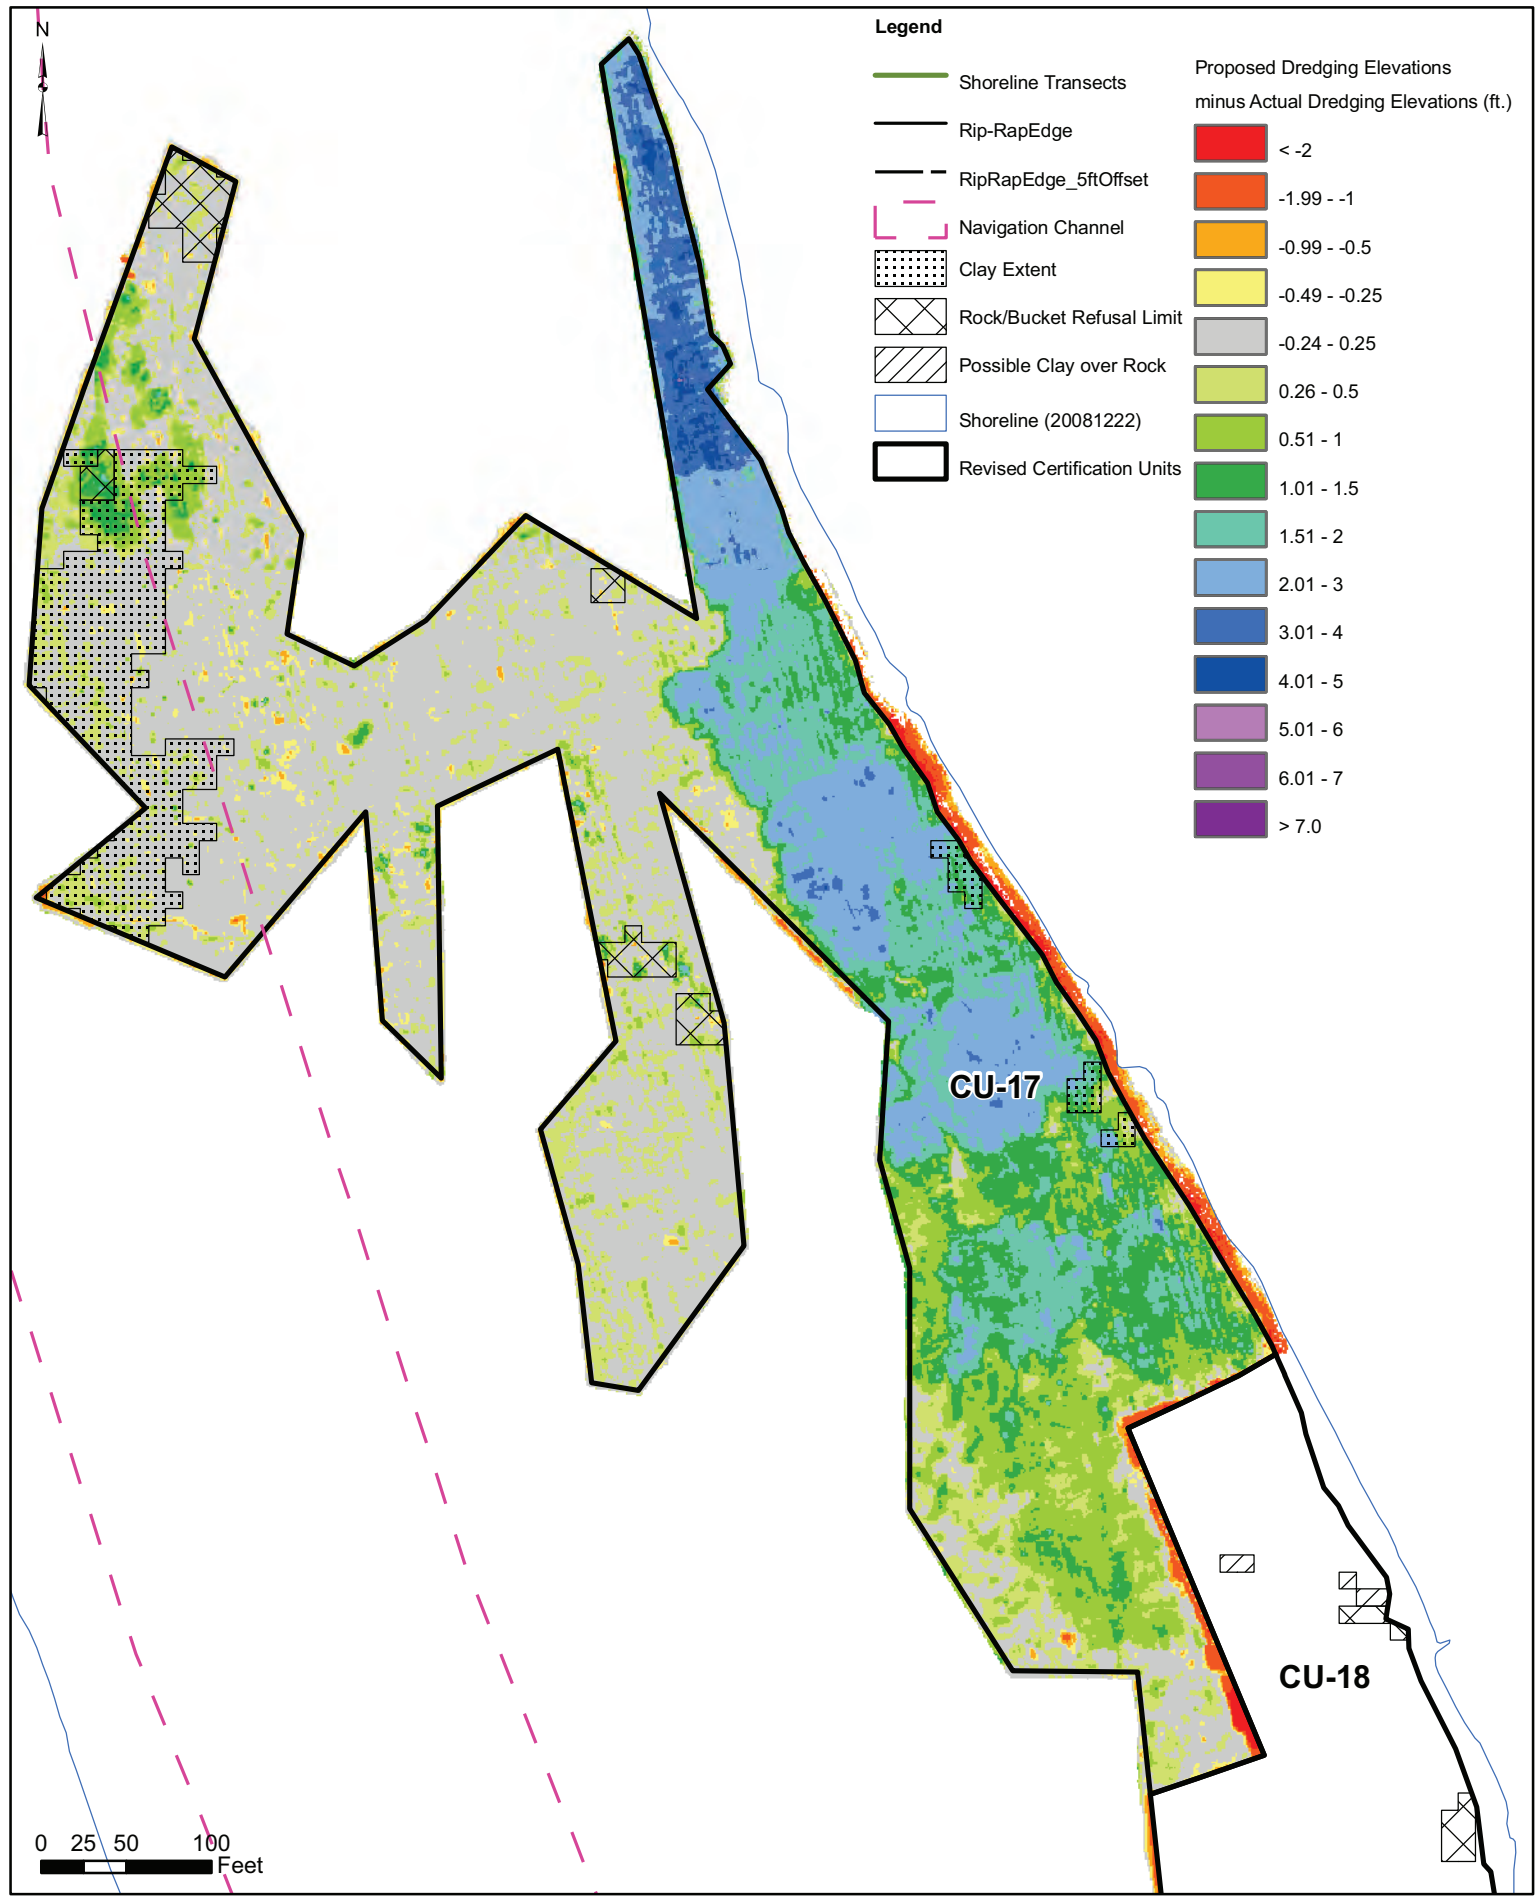 N
Legend
Shoreline Transects
Rip-RapEdge
RipRapEdge_5ftOffset
Navigation Channel
Clay Extent
Rock/Bucket Refusal Limit
Possible Clay over Rock
Shoreline (20081222)
Revised Certification Units
Proposed Dredging Elevations
minus Actual Dredging Elevations (ft.)
< -2
-1.99 - -1
-0.99 - -0.5
-0.49 - -0.25
-0.24 - 0.25
0.26 - 0.5
0.51 - 1
1.01 - 1.5
1.51 - 2
2.01 - 3
3.01 - 4
4.01 - 5
5.01 - 6
6.01 - 7
> 7.0
CU-17
CU-18
0 25 50 100
Feet